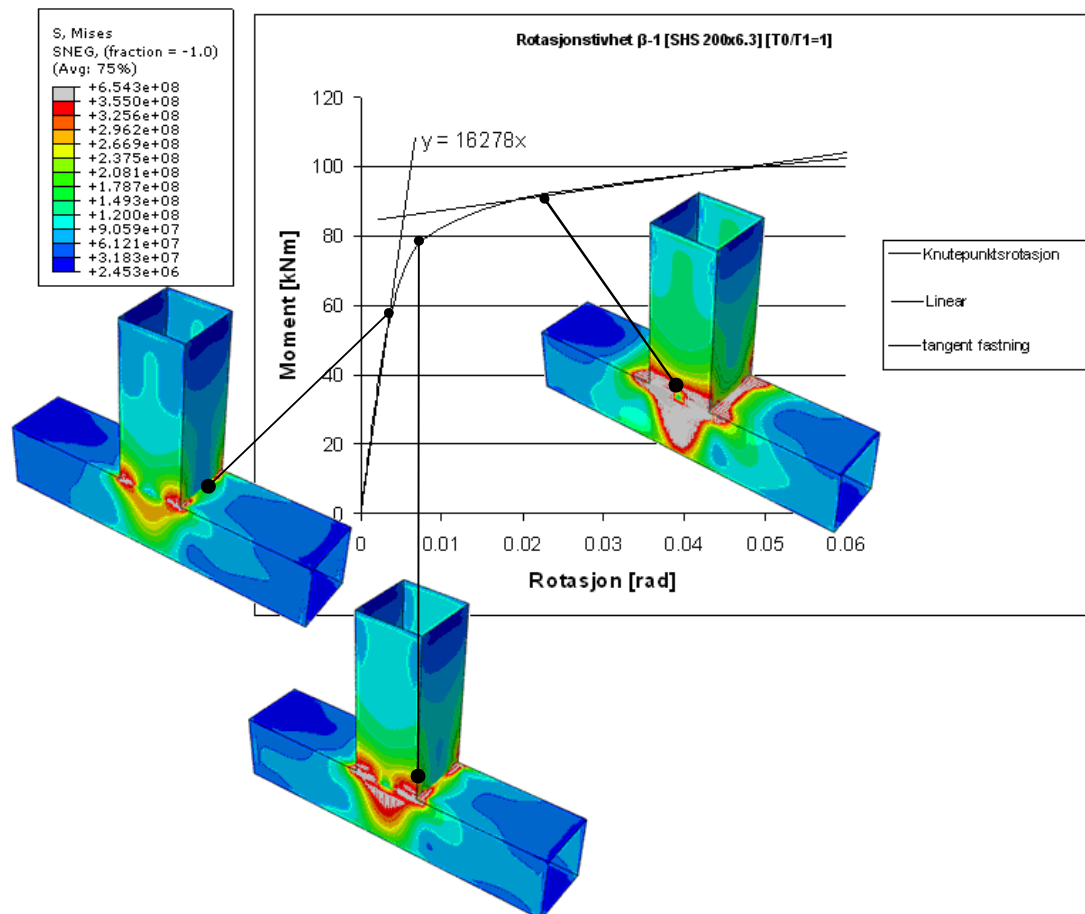 S, Mises
SNEG, (fraction = -1.0)
(Avg: 75%)
+6.543e+08
+3.550e+08
+3.256e+08
+2.962e+08
+2.669e+08
+2.375e+08
+2.081e+08
+1.787e+08
+1.493e+08
+1.200e+08
+9.059e+07
+6.121e+07
+3.183e+07
+2.453e+06
Rotasjonstivhet β-1 [SHS 200x6.3] [T0/T1=1]
120
100
80
60
40
20
0
Moment [kNm]
y = 16278x
0 0.01 0.02 0.03 0.04 0.05 0.06
Rotasjon [rad]
Knutepunktsrotasjon
Linear
tangent fastning